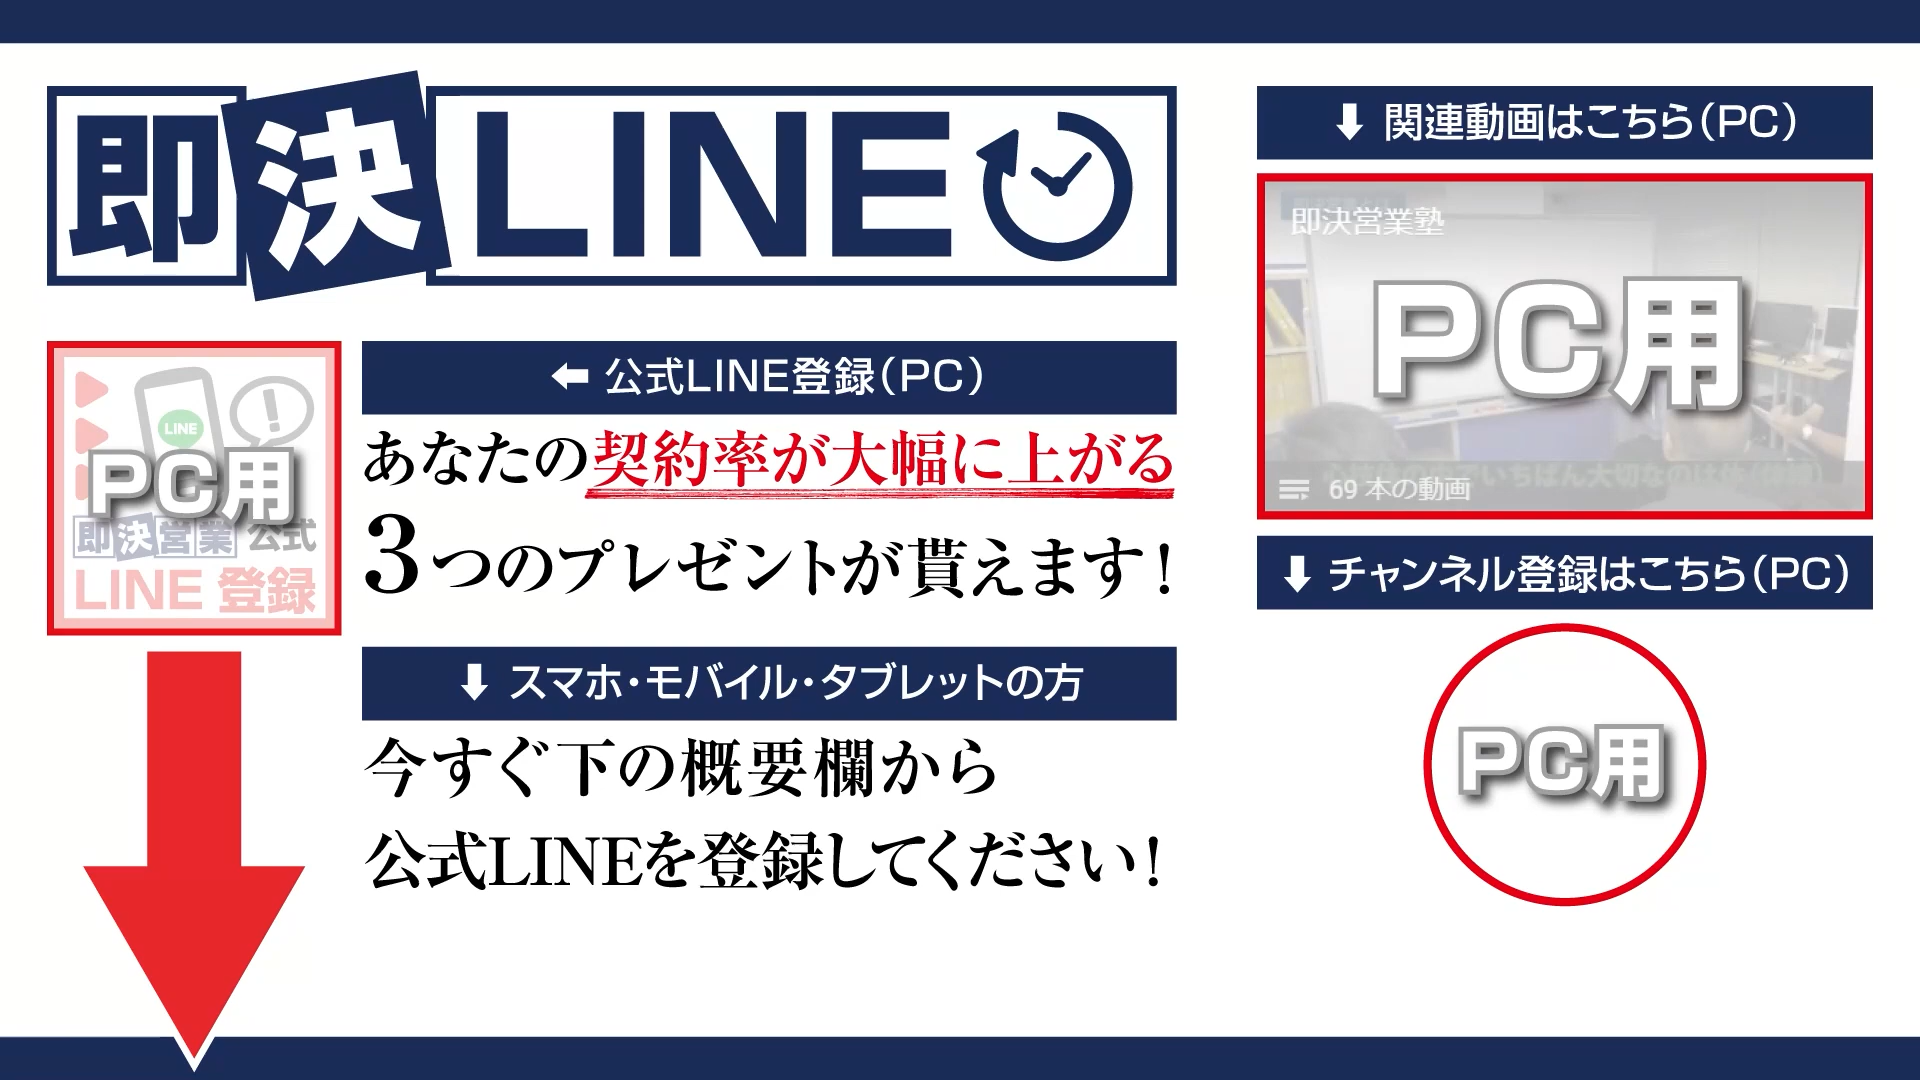 即決LINE
PC用
LINE
即決営業 公式
LINE 登録
← 公式LINE登録(PC)
あなたの契約率が大幅に上がる
3つのプレゼントが貰えます!
↓ スマホ・モバイル・タブレットの方
今すぐ下の概要欄から
公式LINEを登録してください!
↓ 関連動画はこちら(PC)
即決営業塾
PC用
69 本の動画
↓ チャンネル登録はこちら(PC)
PC用